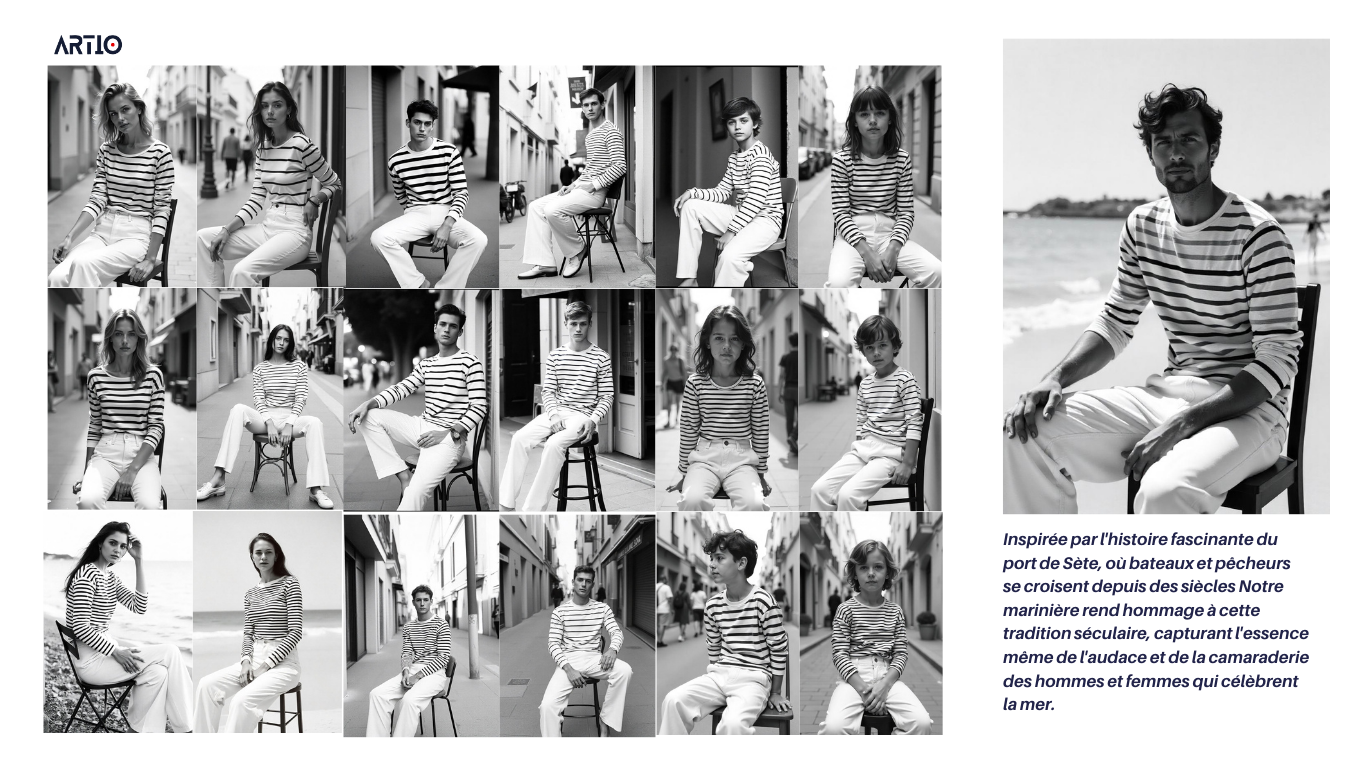 ARTIO
Inspirée par l'histoire fascinante du
port de Sète, où bateaux et pêcheurs
se croisent depuis des siècles Notre
marinière rend hommage à cette
tradition séculaire, capturant l'essence
même de l'audace et de la camaraderie
des hommes et femmes qui célèbrent
la mer.